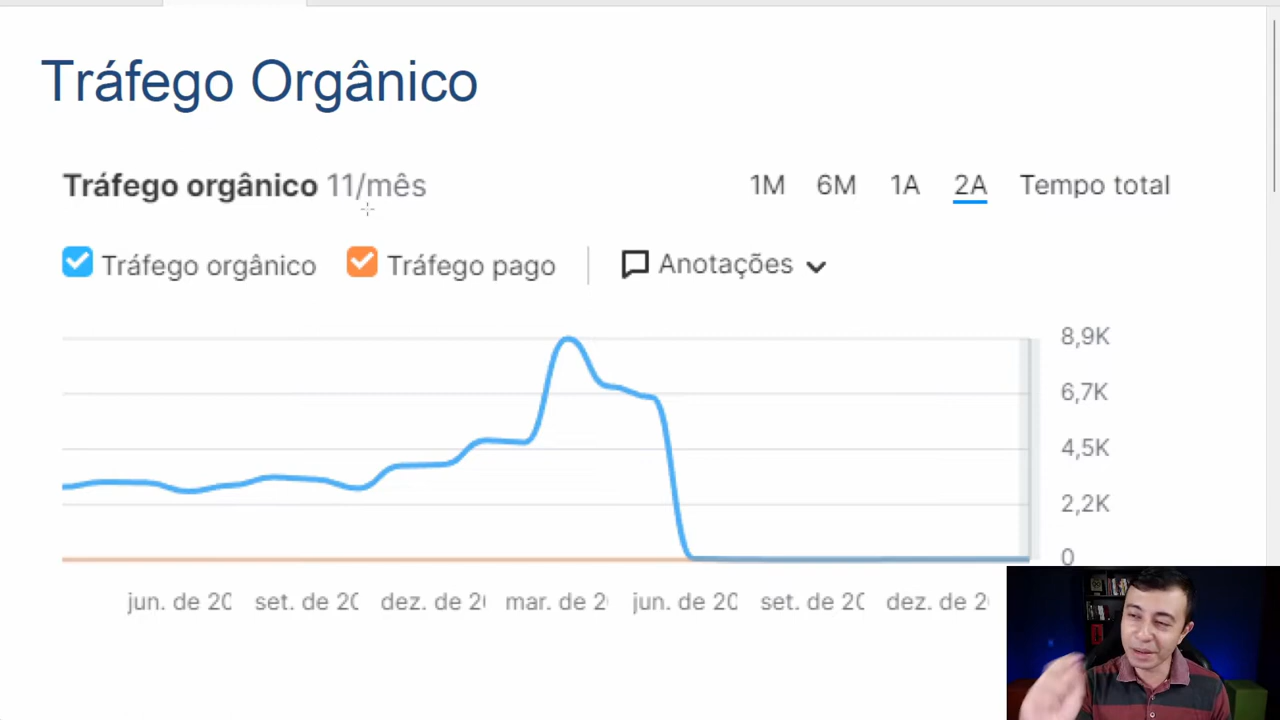 Tráfego Orgânico
Tráfego orgânico 11/mês
1M 6M 1A 2A Tempo total
Tráfego orgânico Tráfego pago Anotações
8,9K
6,7K
4,5K
2,2K
0
jun. de 20 set. de 20 dez. de 2 mar. de 2 jun. de 20 set. de 20 dez. de 2